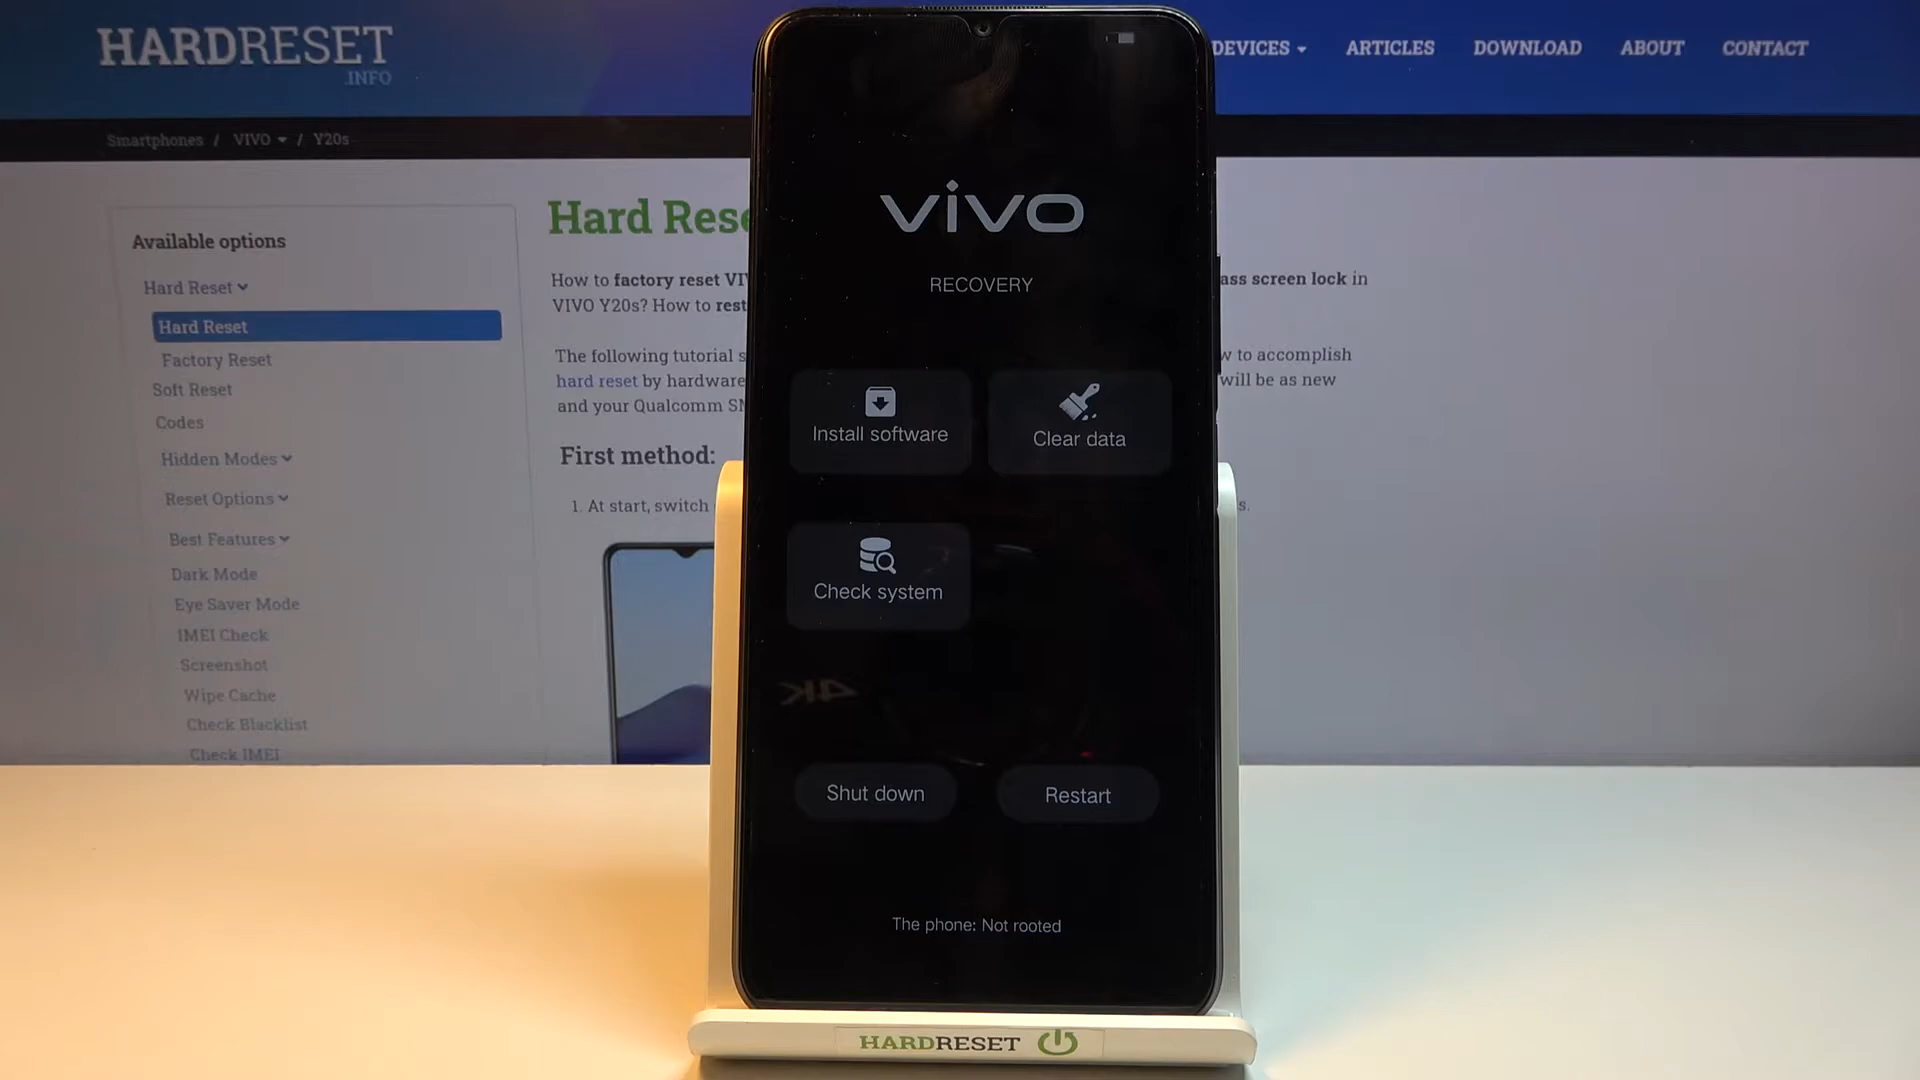 HARDRESET
.INFO
DEVICES
ARTICLES
DOWNLOAD
ABOUT
CONTACT
Smartphones / VIVO / Y20s
Available options
Hard Reset
Hard Reset
Factory Reset
Soft Reset
Codes
Hidden Modes
Reset Options
Best Features
Dark Mode
Eye Saver Mode
IMEI Check
Screenshot
Wipe Cache
Check Blacklist
Check IMEI
Hard Rese
How to factory reset VI
ass screen lock in
VIVO Y20s? How to rest
The following tutorial s
w to accomplish
hard reset by hardware
will be as new
and your Qualcomm SN
First method:
1. At start, switch
s.
vivo
RECOVERY
Install software
Clear data
Check system
4K
Shut down
Restart
The phone: Not rooted
HARDRESET